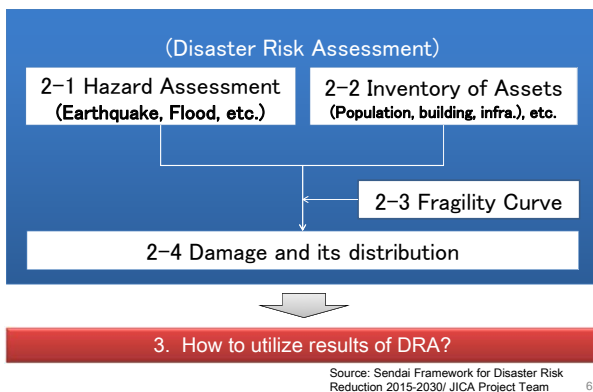 (Disaster Risk Assessment)
2-1 Hazard Assessment
(Earthquake, Flood, etc.)
2-2 Inventory of Assets
(Population, building, infra.), etc.
2-3 Fragility Curve
2-4 Damage and its distribution
3. How to utilize results of DRA?
Source: Sendai Framework for Disaster Risk
Reduction 2015-2030/ JICA Project Team
6